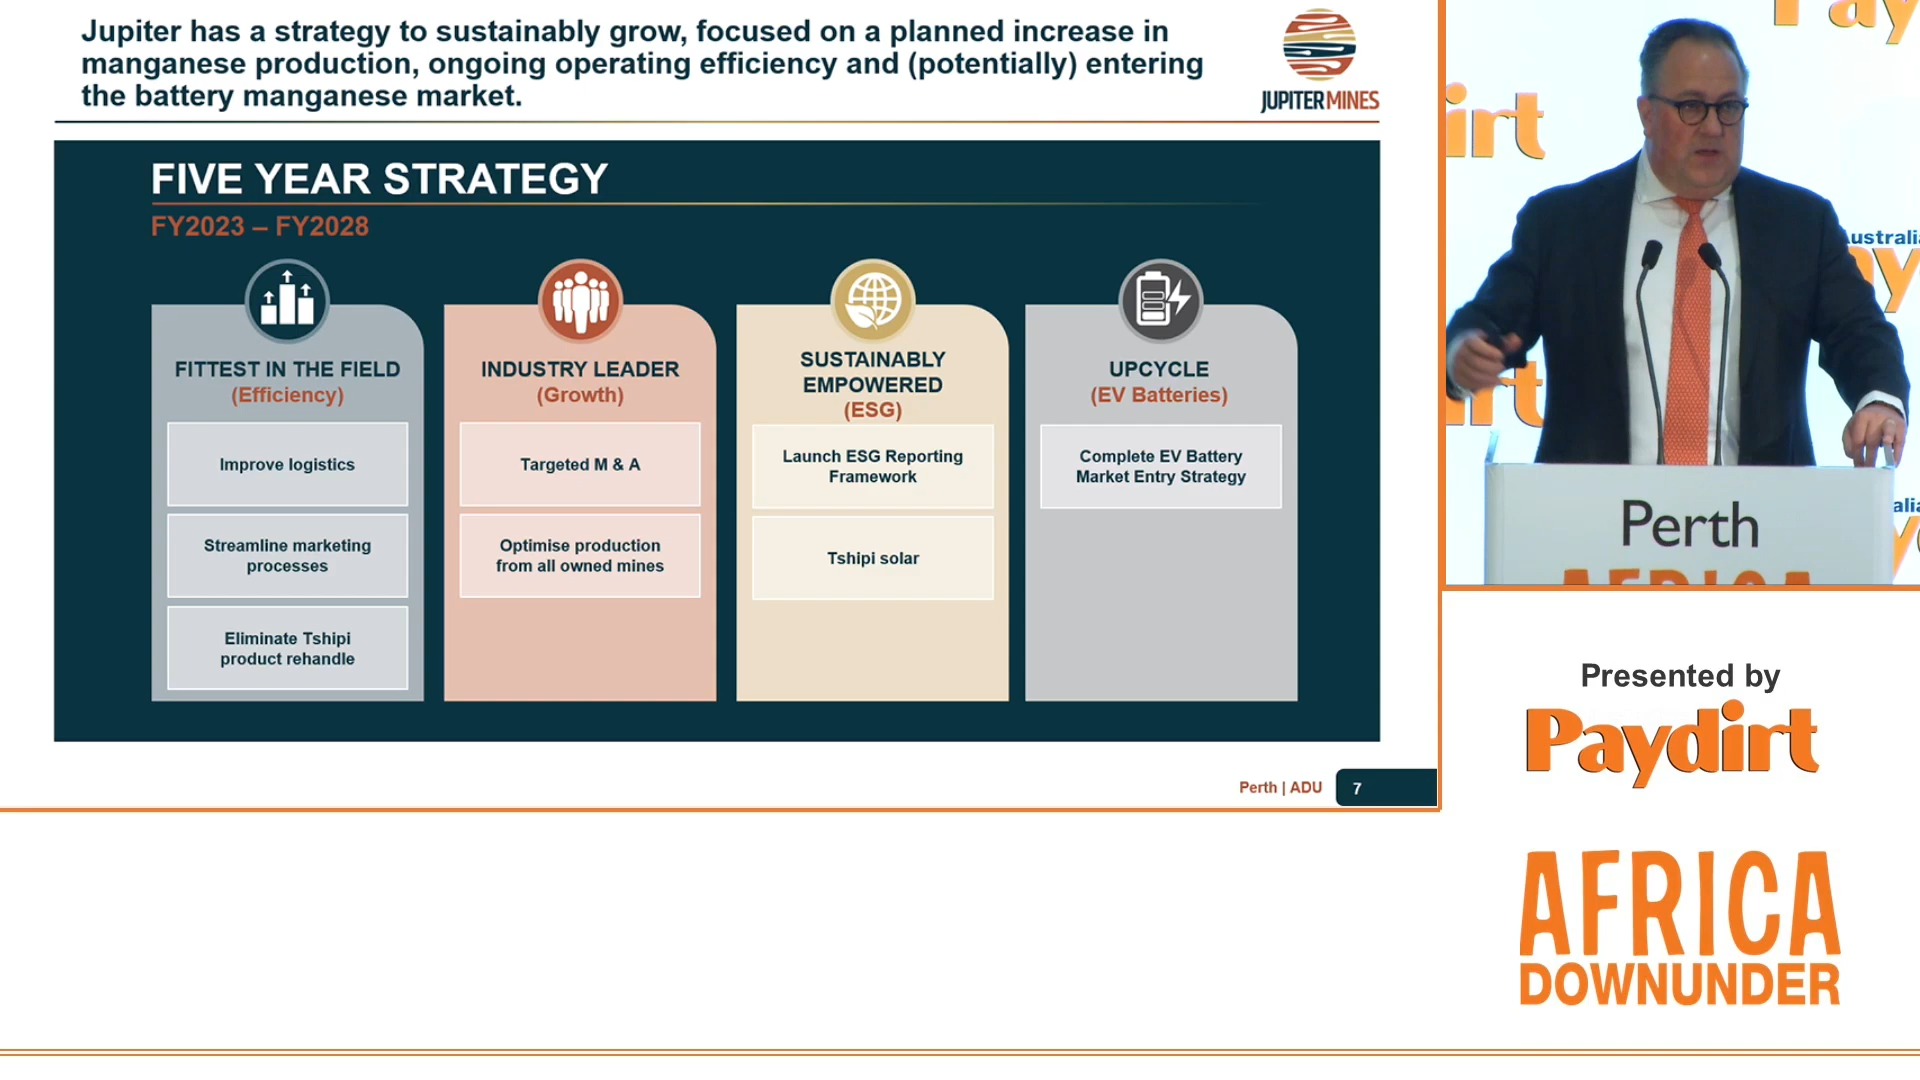 Jupiter has a strategy to sustainably grow, focused on a planned increase in
manganese production, ongoing operating efficiency and (potentially) entering
the battery manganese market.
JUPITER MINES
FIVE YEAR STRATEGY
FY2023 – FY2028
FITTEST IN THE FIELD
(Efficiency)
Improve logistics
Streamline marketing
processes
Eliminate Tshipi
product rehandle
INDUSTRY LEADER
(Growth)
Targeted M & A
Optimise production
from all owned mines
SUSTAINABLY
EMPOWERED
(ESG)
Launch ESG Reporting
Framework
Tshipi solar
UPCYCLE
(EV Batteries)
Complete EV Battery
Market Entry Strategy
Perth | ADU
7
Perth
AFRICA
Presented by
Paydirt
AFRICA
DOWNUNDER